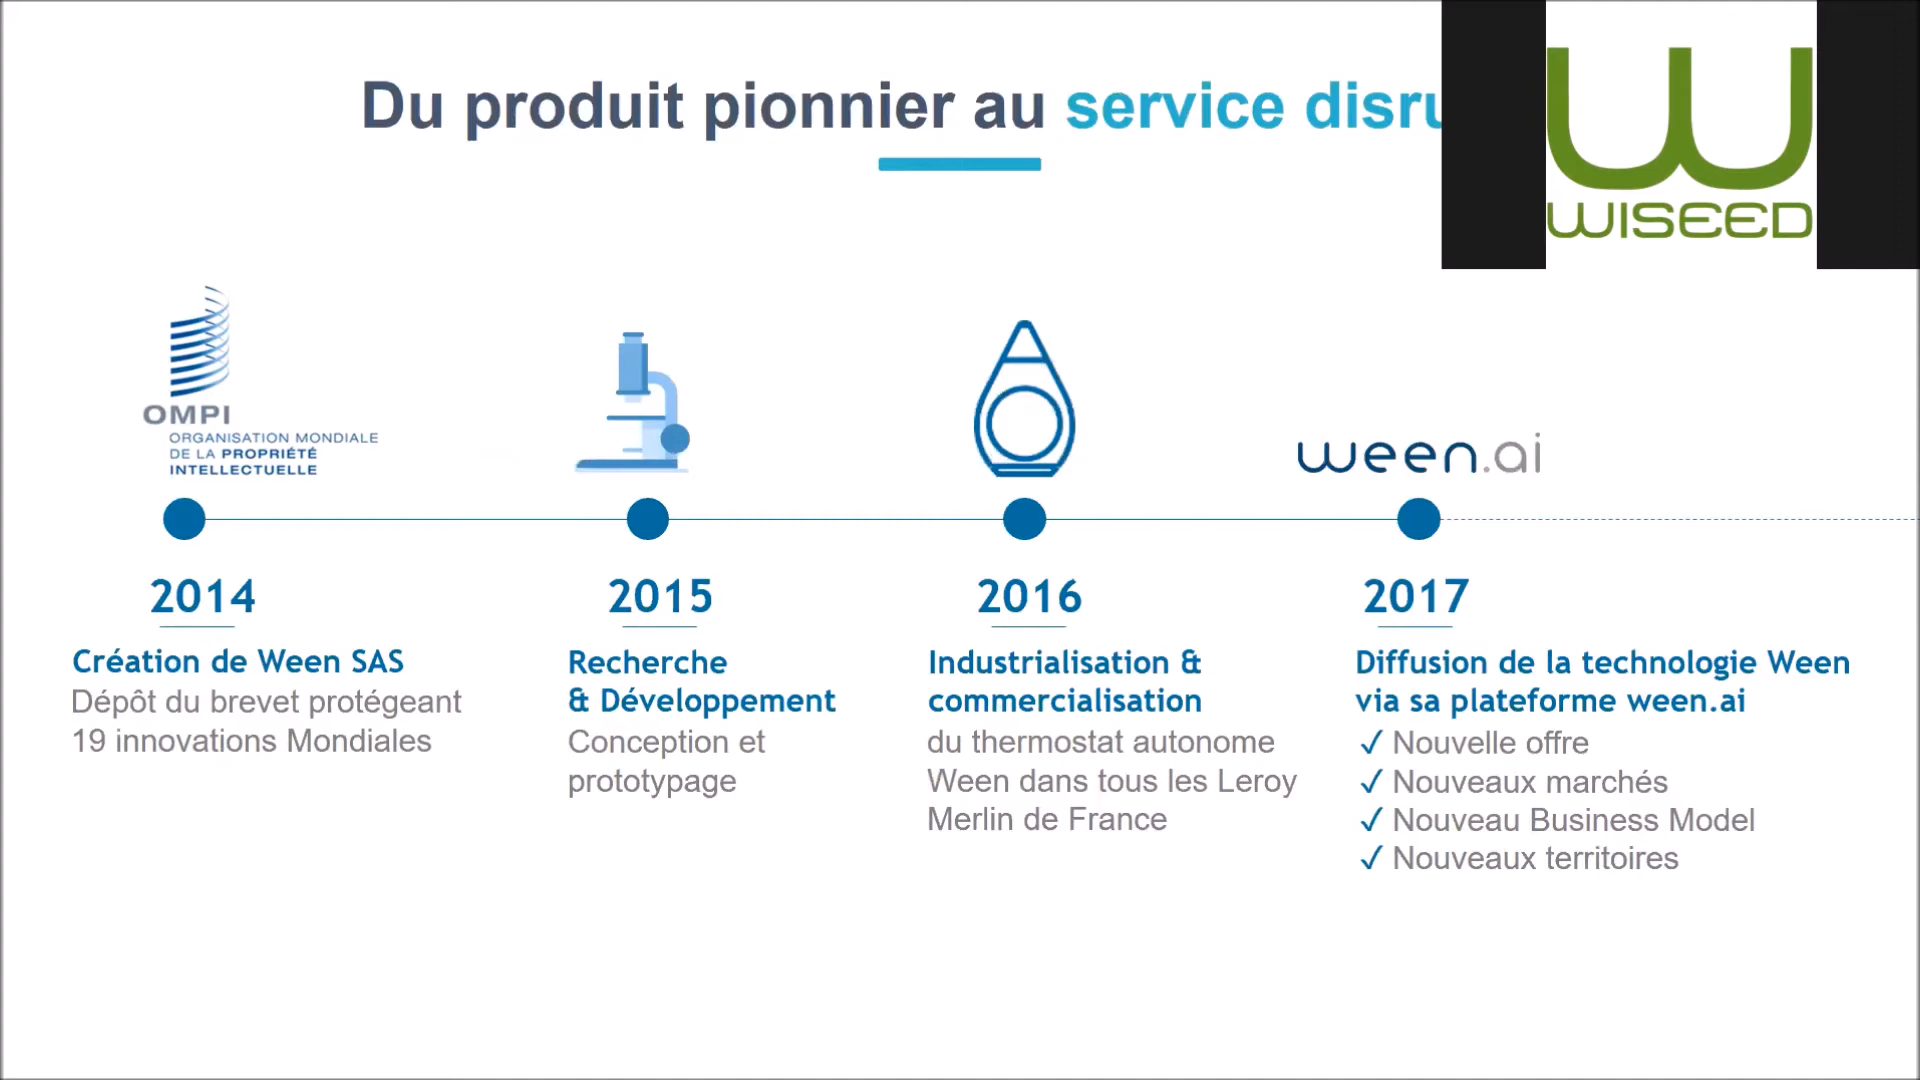 Du produit pionnier au service disru
WISEED
OMPI
ORGANISATION MONDIALE
DE LA PROPRIÉTÉ
INTELLECTUELLE
ween.ai
2014
Création de Ween SAS
Dépôt du brevet protégeant
19 innovations Mondiales
2015
Recherche
& Développement
Conception et
prototypage
2016
Industrialisation &
commercialisation
du thermostat autonome
Ween dans tous les Leroy
Merlin de France
2017
Diffusion de la technologie Ween
via sa plateforme ween.ai
✓ Nouvelle offre
✓ Nouveaux marchés
✓ Nouveau Business Model
✓ Nouveaux territoires